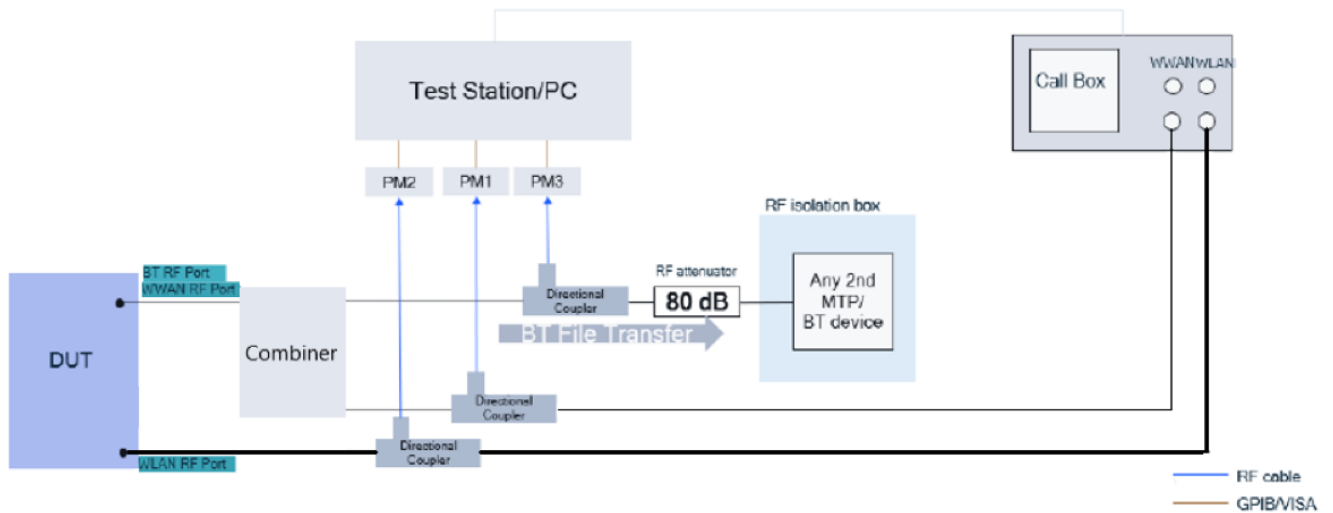 Test Station/PC
Call Box
WWAN
WLAN
PM2
PM1
PM3
RF isolation box
BT RF Port
WWAN RF Port
Directional
Coupler
RF attenuator
80 dB
Any 2nd
MTP/
BT device
BT File Transfer
DUT
Combiner
Directional
Coupler
Directional
Coupler
WLAN RF Port
RF cable
GPIB/VISA